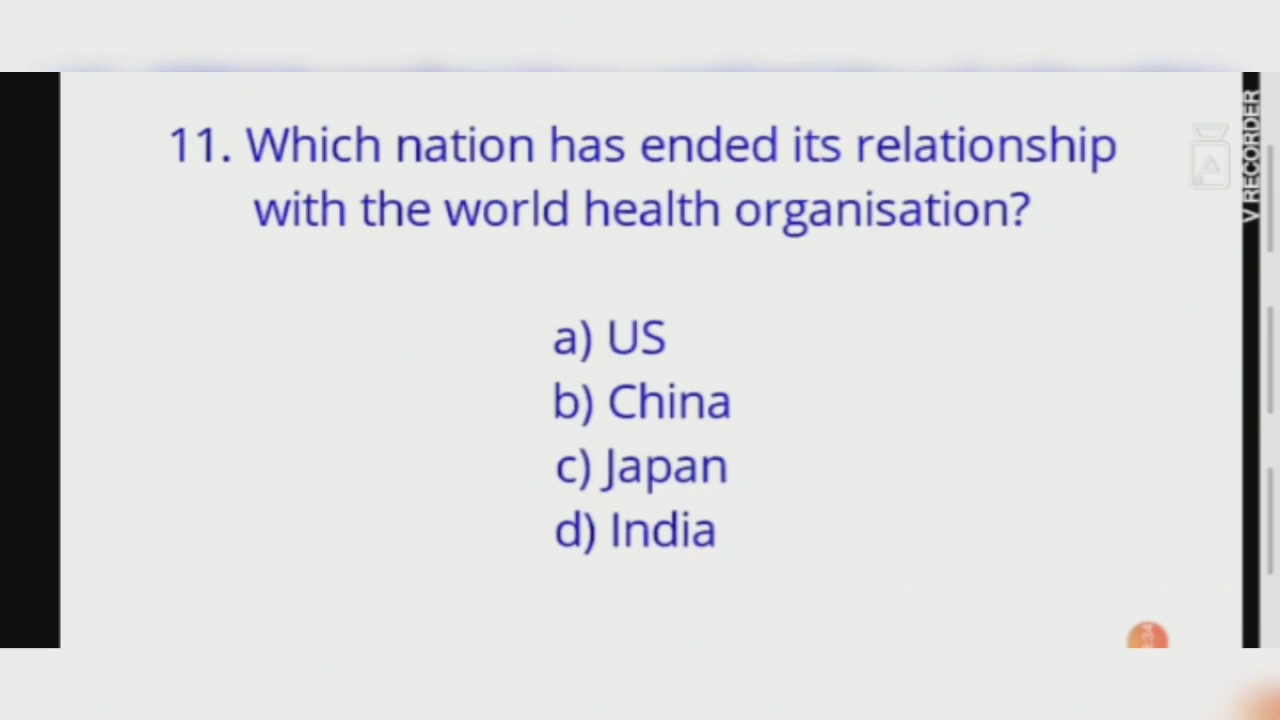 11. Which nation has ended its relationship
with the world health organisation?
a) US
b) China
c) Japan
d) India
V RECORDER